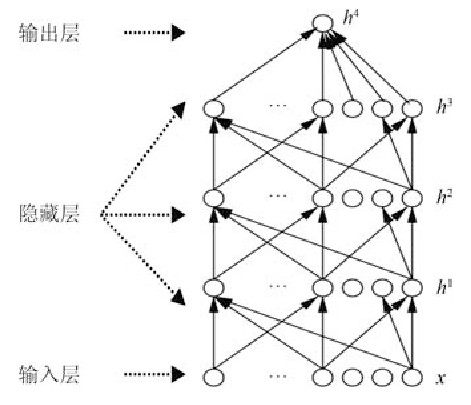 输出层 h⁴
... h³
隐藏层 ... h²
... h¹
输入层 ... x